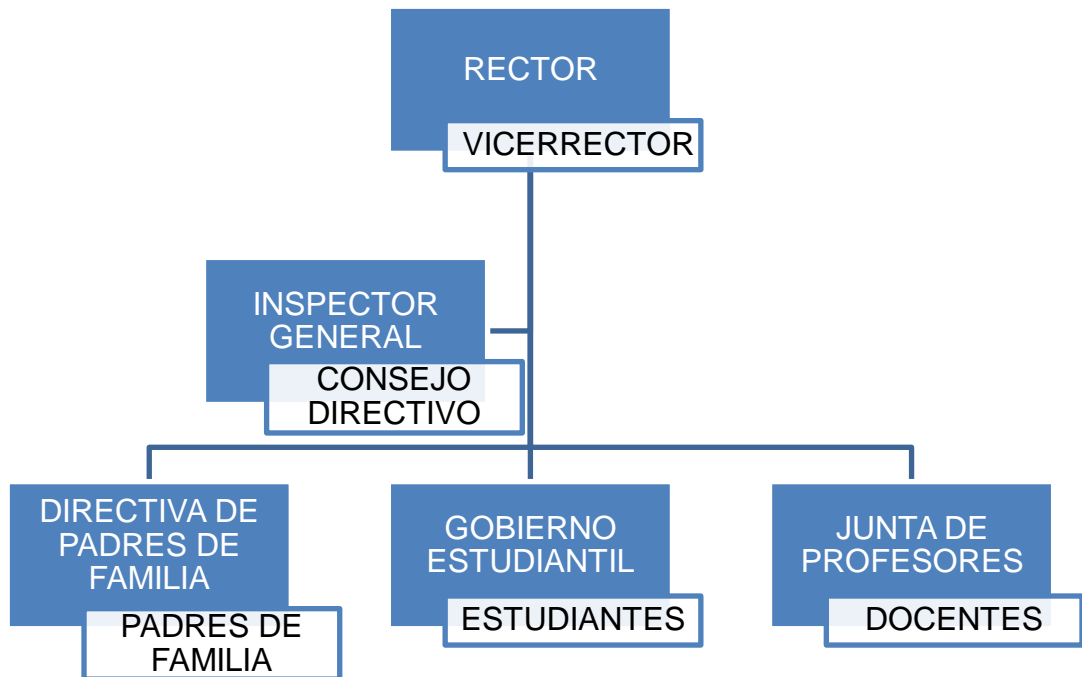 RECTOR
VICERRECTOR
INSPECTOR
GENERAL
CONSEJO
DIRECTIVO
DIRECTIVA DE
PADRES DE
FAMILIA
PADRES DE
FAMILIA
GOBIERNO
ESTUDIANTIL
ESTUDIANTES
JUNTA DE
PROFESORES
DOCENTES